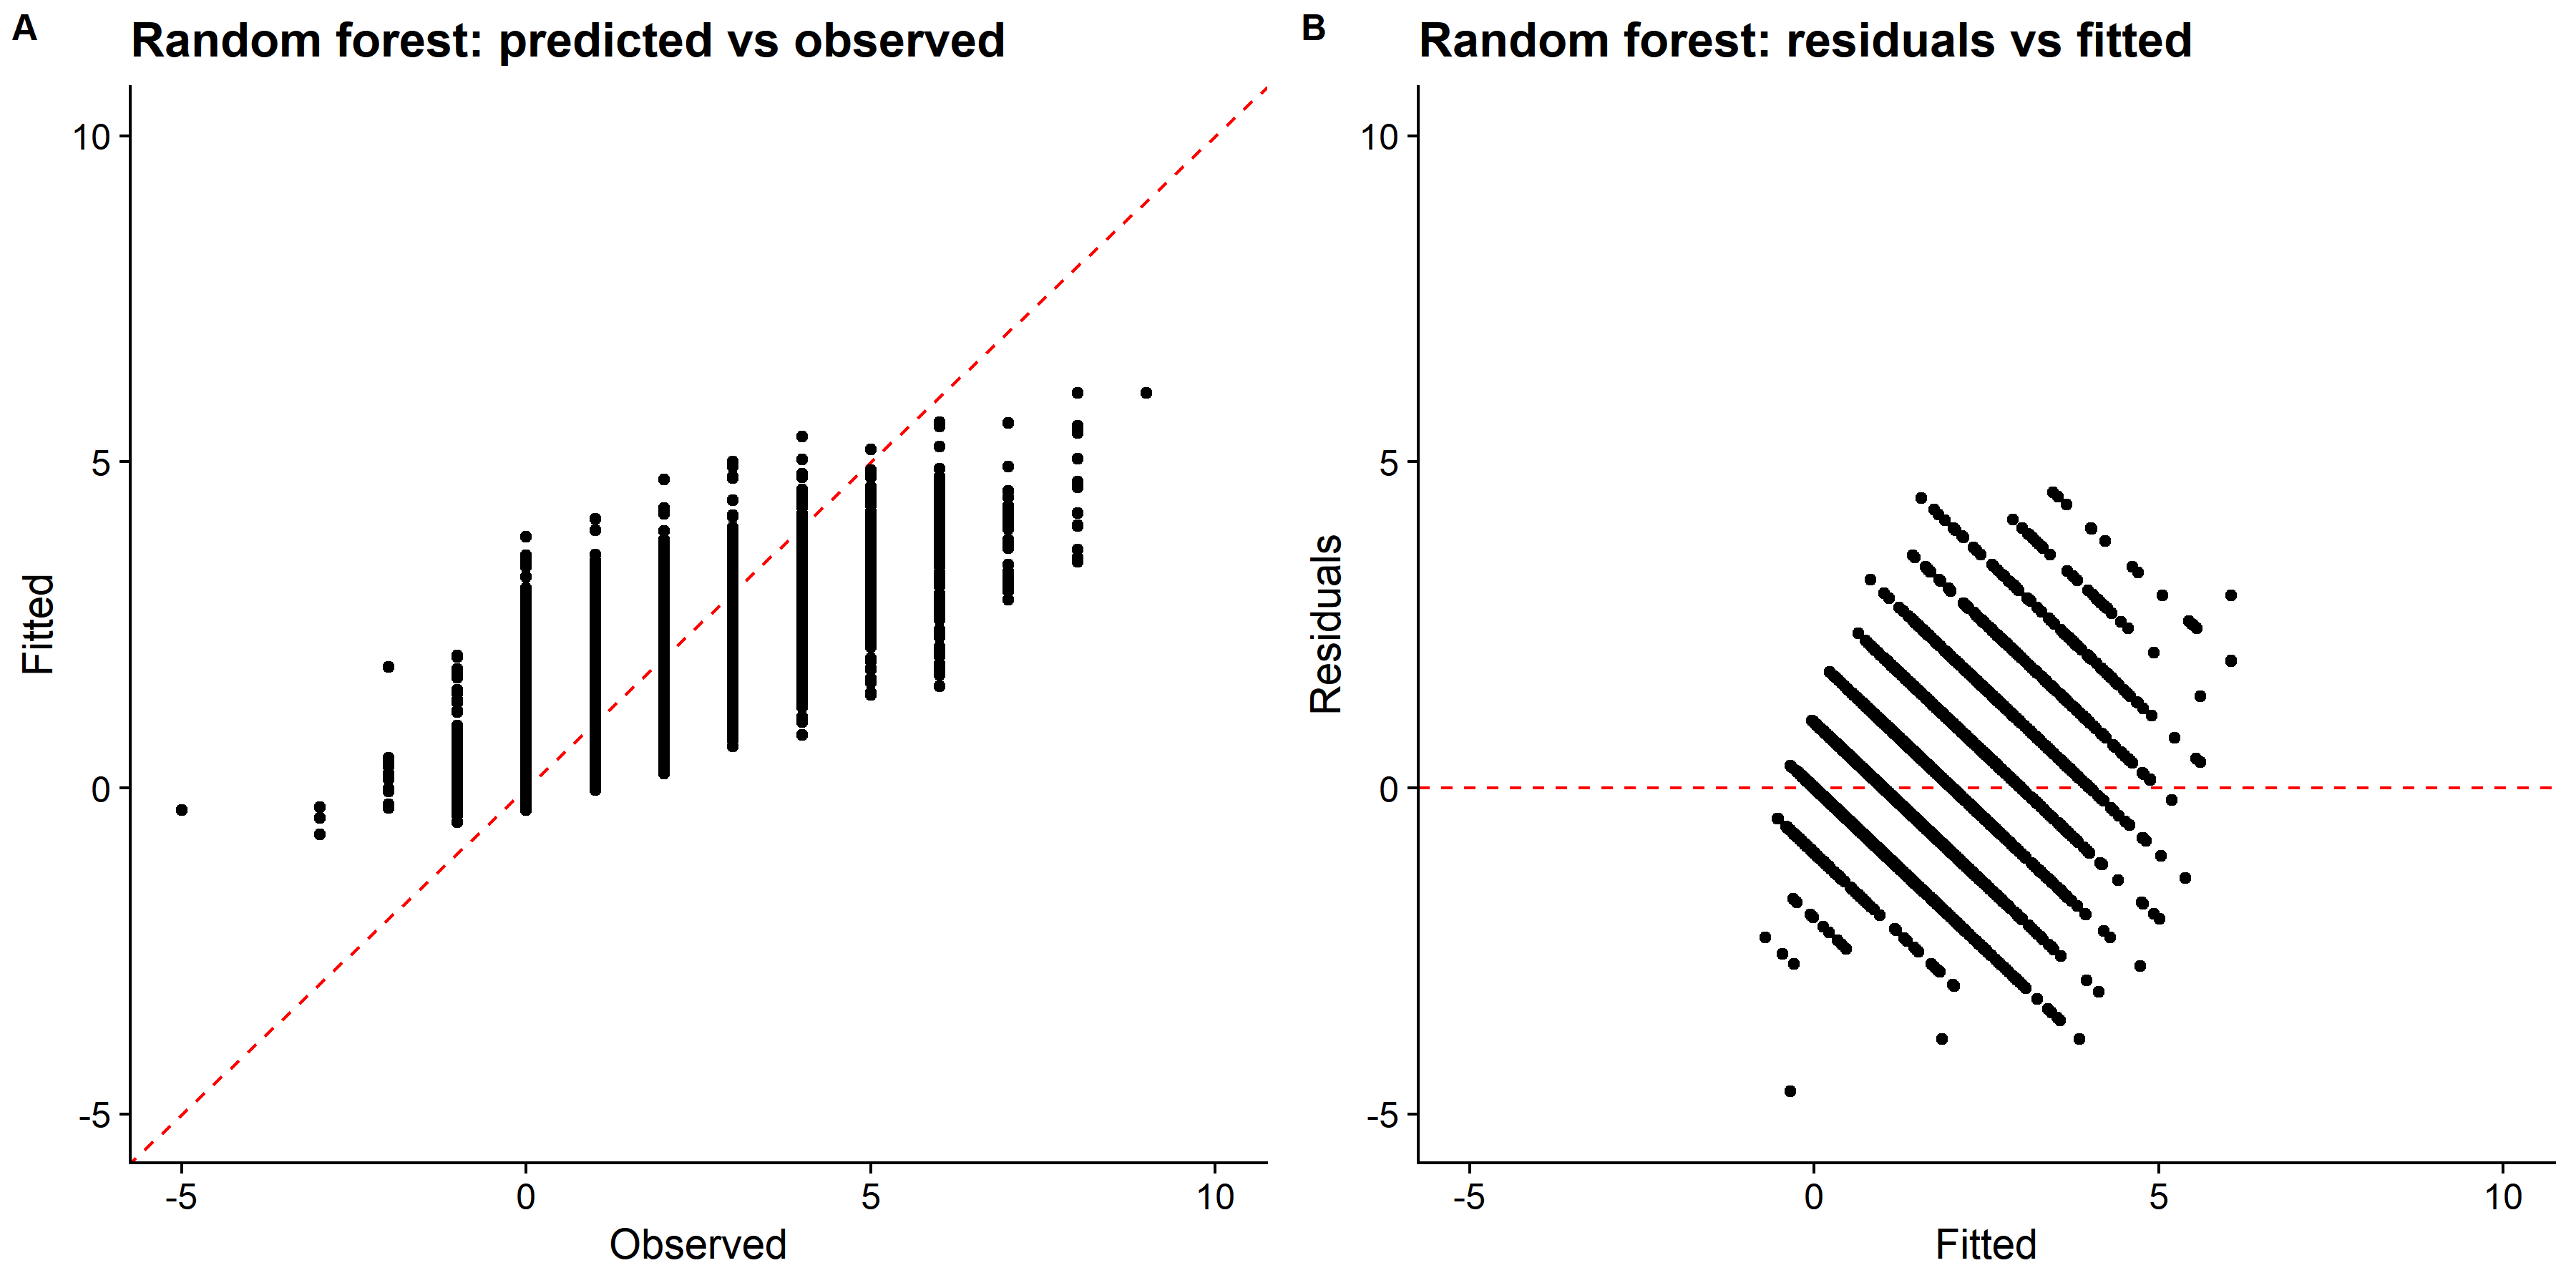 A
Random forest: predicted vs observed
10
5
0
-5
Fitted
-5 0 5 10
Observed
B
Random forest: residuals vs fitted
10
5
0
-5
Residuals
-5 0 5 10
Fitted